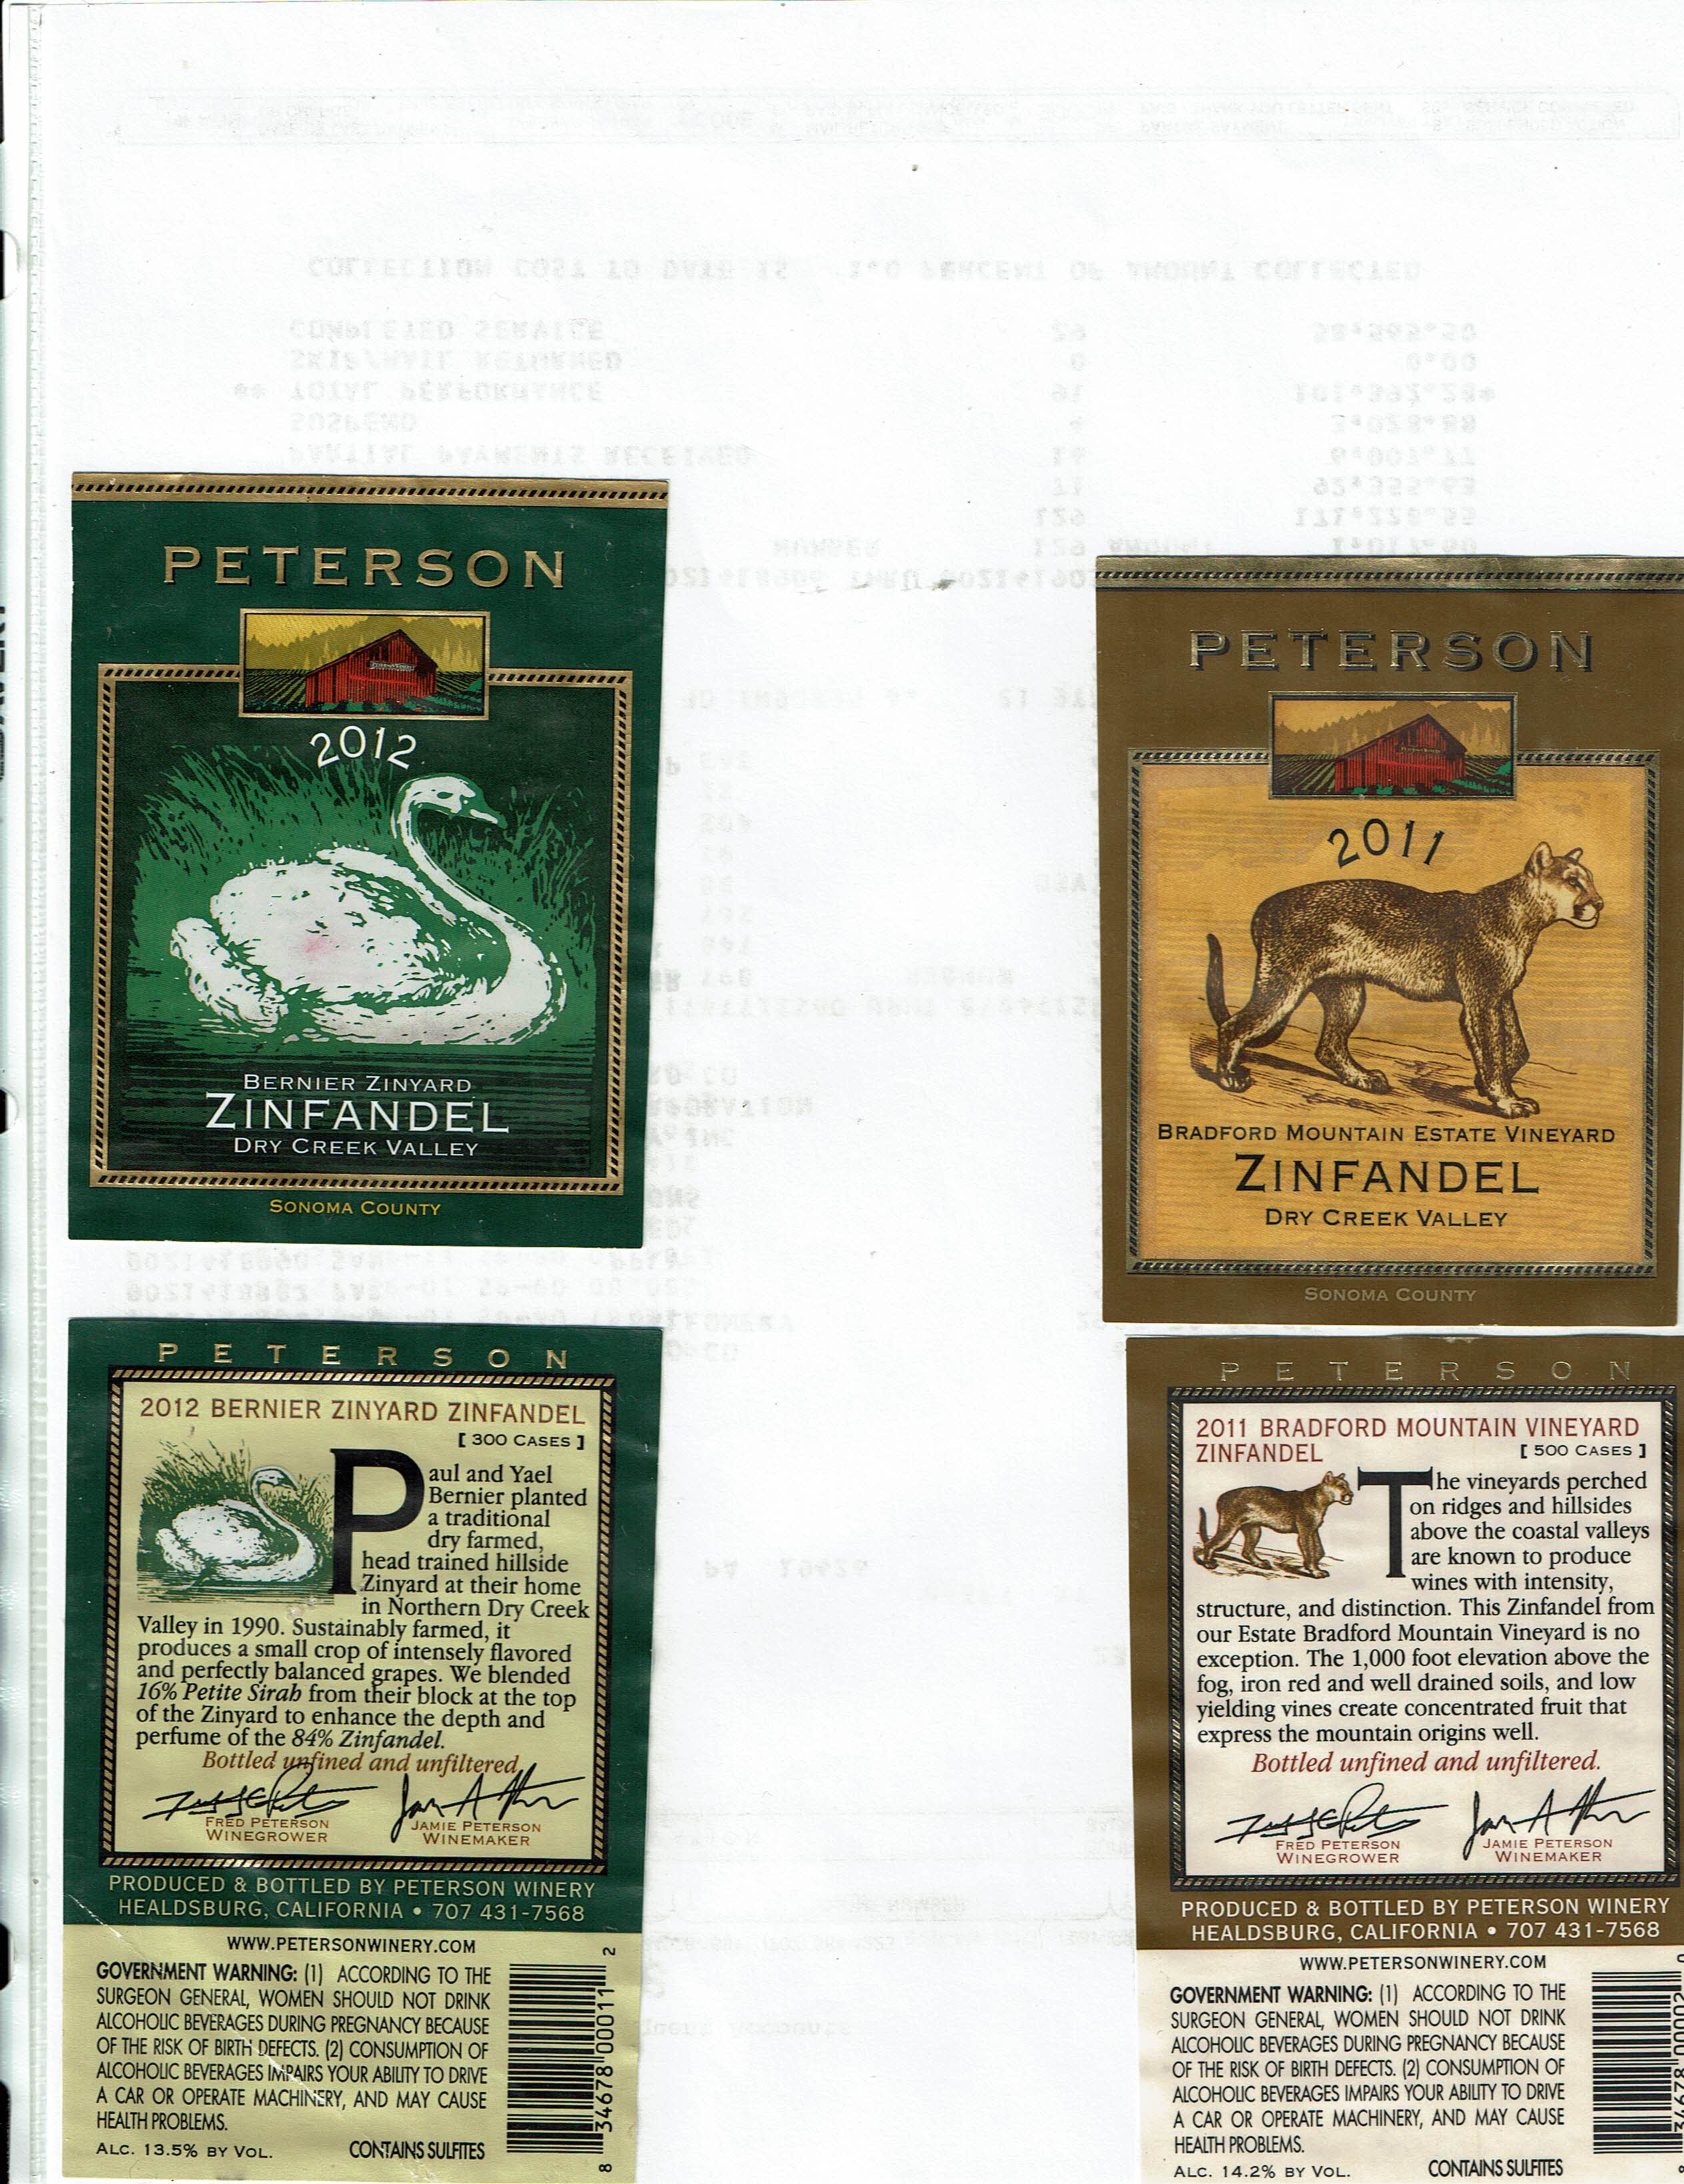 PETERSON
2012
BERNIER ZINYARD
ZINFANDEL
DRY CREEK VALLEY
SONOMA COUNTY
PETERSON
2012 BERNIER ZINYARD ZINFANDEL
[ 300 CASES ]
Paul and Yael
Bernier planted
a traditional
dry farmed,
head trained hillside
Zinyard at their home
in Northern Dry Creek
Valley in 1990. Sustainably farmed, it
produces a small crop of intensely flavored
and perfectly balanced grapes. We blended
16% Petite Sirah from their block at the top
of the Zinyard to enhance the depth and
perfume of the 84% Zinfandel.
Bottled unfined and unfiltered.
FRED PETERSON
WINEGROWER
JAMIE PETERSON
WINEMAKER
PRODUCED & BOTTLED BY PETERSON WINERY
HEALDSBURG, CALIFORNIA • 707 431-7568
WWW.PETERSONWINERY.COM
GOVERNMENT WARNING: (1) ACCORDING TO THE
SURGEON GENERAL, WOMEN SHOULD NOT DRINK
ALCOHOLIC BEVERAGES DURING PREGNANCY BECAUSE
OF THE RISK OF BIRTH DEFECTS. (2) CONSUMPTION OF
ALCOHOLIC BEVERAGES IMPAIRS YOUR ABILITY TO DRIVE
A CAR OR OPERATE MACHINERY, AND MAY CAUSE
HEALTH PROBLEMS.
ALC. 13.5% BY VOL. CONTAINS SULFITES
8 34678 00011 2
PETERSON
2011
BRADFORD MOUNTAIN ESTATE VINEYARD
ZINFANDEL
DRY CREEK VALLEY
SONOMA COUNTY
PETERSON
2011 BRADFORD MOUNTAIN VINEYARD
ZINFANDEL [ 500 CASES ]
The vineyards perched
on ridges and hillsides
above the coastal valleys
are known to produce
wines with intensity,
structure, and distinction. This Zinfandel from
our Estate Bradford Mountain Vineyard is no
exception. The 1,000 foot elevation above the
fog, iron red and well drained soils, and low
yielding vines create concentrated fruit that
express the mountain origins well.
Bottled unfined and unfiltered.
FRED PETERSON
WINEGROWER
JAMIE PETERSON
WINEMAKER
PRODUCED & BOTTLED BY PETERSON WINERY
HEALDSBURG, CALIFORNIA • 707 431-7568
WWW.PETERSONWINERY.COM
GOVERNMENT WARNING: (1) ACCORDING TO THE
SURGEON GENERAL, WOMEN SHOULD NOT DRINK
ALCOHOLIC BEVERAGES DURING PREGNANCY BECAUSE
OF THE RISK OF BIRTH DEFECTS. (2) CONSUMPTION OF
ALCOHOLIC BEVERAGES IMPAIRS YOUR ABILITY TO DRIVE
A CAR OR OPERATE MACHINERY, AND MAY CAUSE
HEALTH PROBLEMS.
ALC. 14.2% BY VOL. CONTAINS SULFITES